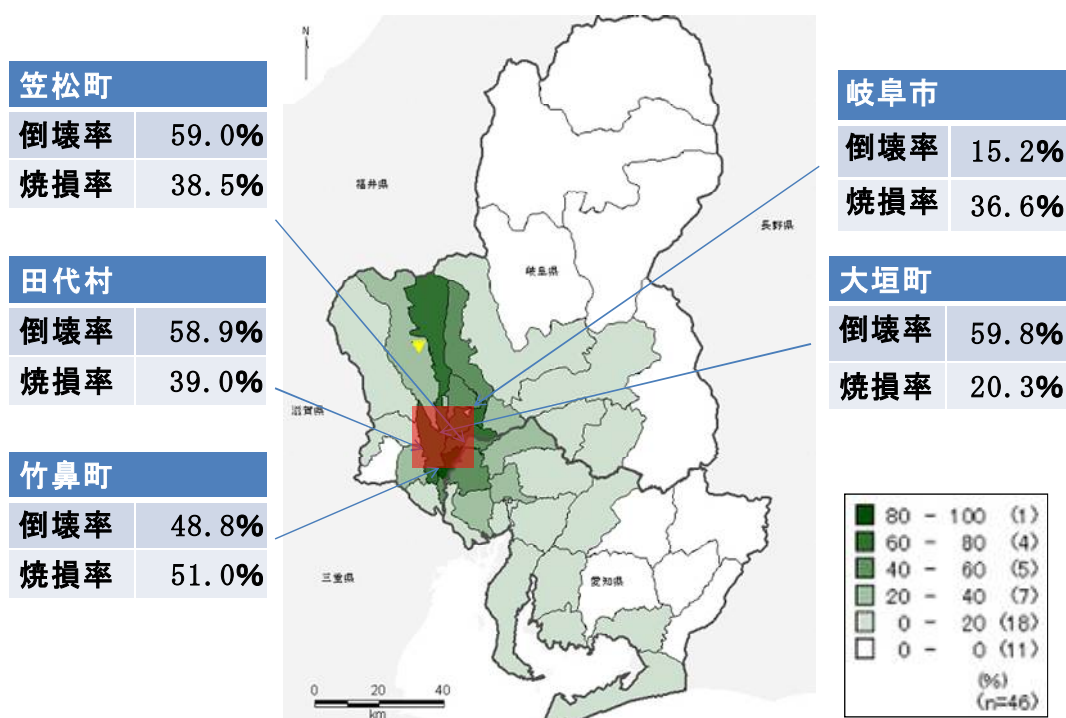 笠松町
倒壊率 59.0%
焼損率 38.5%
田代村
倒壊率 58.9%
焼損率 39.0%
竹鼻町
倒壊率 48.8%
焼損率 51.0%
N
福井県
長野県
岐阜県
滋賀県
三重県
愛知県
0 20 40
km
岐阜市
倒壊率 15.2%
焼損率 36.6%
大垣町
倒壊率 59.8%
焼損率 20.3%
80 - 100 (1)
60 - 80 (4)
40 - 60 (5)
20 - 40 (7)
0 - 20 (18)
0 - 0 (11)
(%)
(n=46)